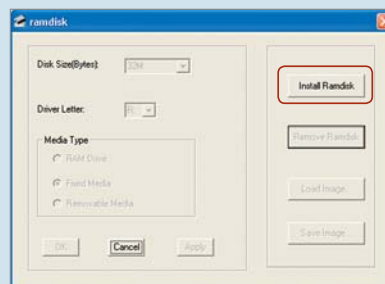 ramdisk
Disk Size(Bytes):
32M
Driver Letter:
R:
Media Type
RAM Drive
Fixed Media
Removable Media
OK
Cancel
Apply
Install Ramdisk
Remove Ramdisk
Load Image...
Save Image...